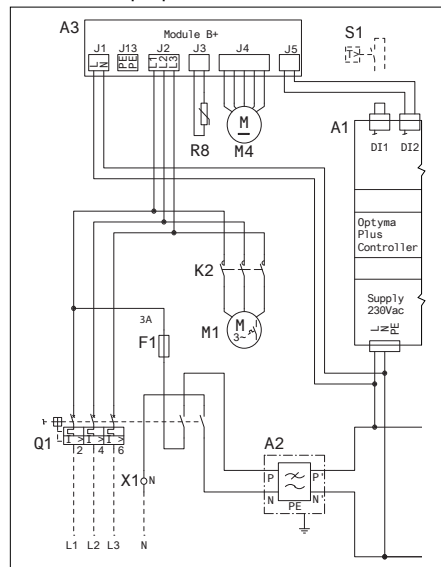 A3
Module B+
S1
J1
J13
J2
J3
J4
J5
L
N
PE
PE
L1
L2
L3
T>
A1
M
R8
M4
DI1
DI2
Optyma
Plus
Controller
K2
Supply
230Vac
L
N
PE
3A
M1
M
3~
F1
A2
Q1
I>
I>
I>
2
4
6
X1
N
P
P'
N
N'
PE
L1
L2
L3
N